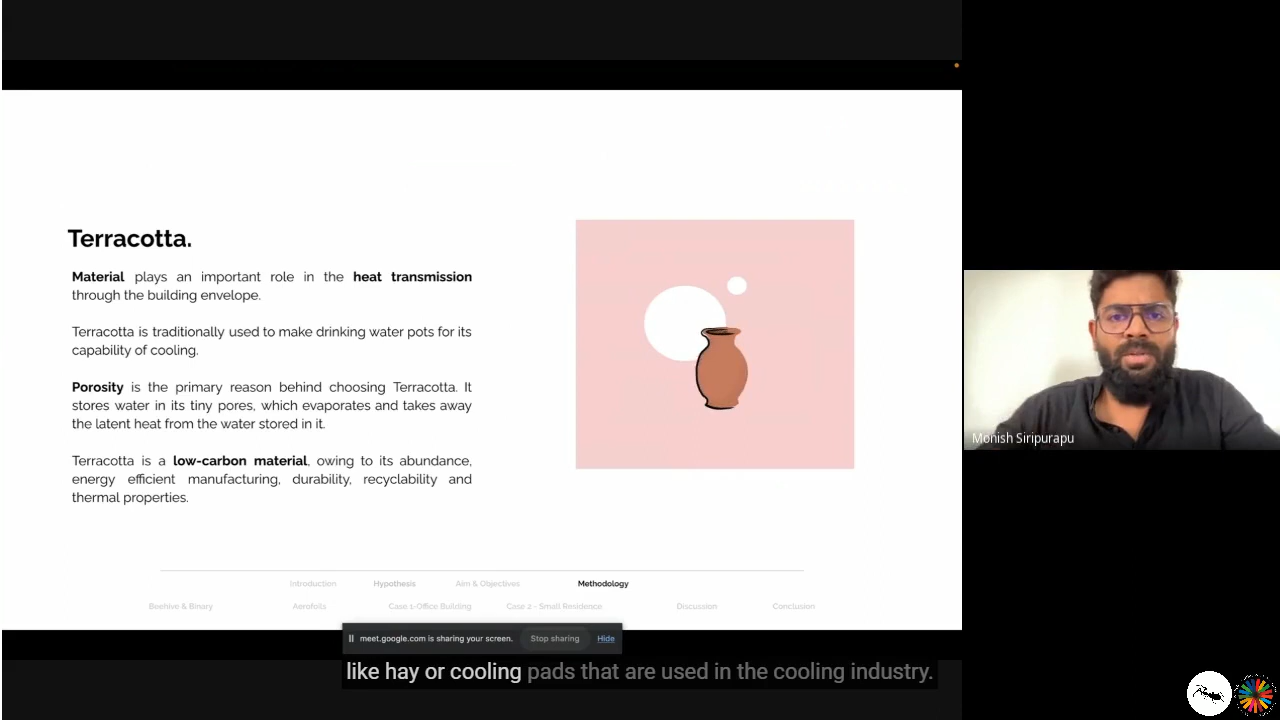 Terracotta.
Material plays an important role in the heat transmission
through the building envelope.
Terracotta is traditionally used to make drinking water pots for its
capability of cooling.
Porosity is the primary reason behind choosing Terracotta. It
stores water in its tiny pores, which evaporates and takes away
the latent heat from the water stored in it.
Terracotta is a low-carbon material, owing to its abundance,
energy efficient manufacturing, durability, recyclability and
thermal properties.
Monish Siripurapu
Introduction Hypothesis Aim & Objectives Methodology
Beehive & Binary Aerofoils Case 1-Office Building Case 2 - Small Residence Discussion Conclusion
meet.google.com is sharing your screen. Stop sharing Hide
like hay or cooling pads that are used in the cooling industry.